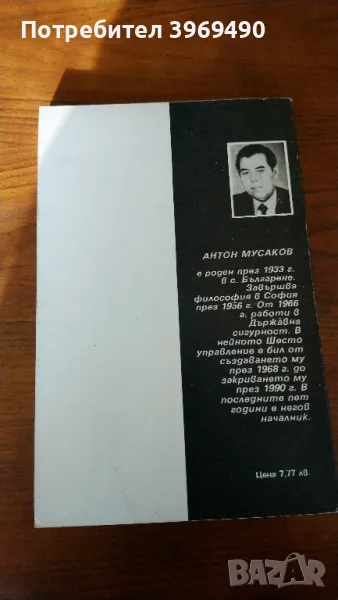 Потребител 3969490
АНТОН МУСАКОВ
е роден през 1933 г.
в с. Българене.
Завършва
философия в София
през 1956 г. От 1966
г. работи в
Държавна
сигурност. В
нейното Шесто
управление е бил от
създаването му
през 1968 г. до
закриването му
през 1990 г. В
последните пет
години е негов
началник.
Цена 7,77 лв.
BAZAR